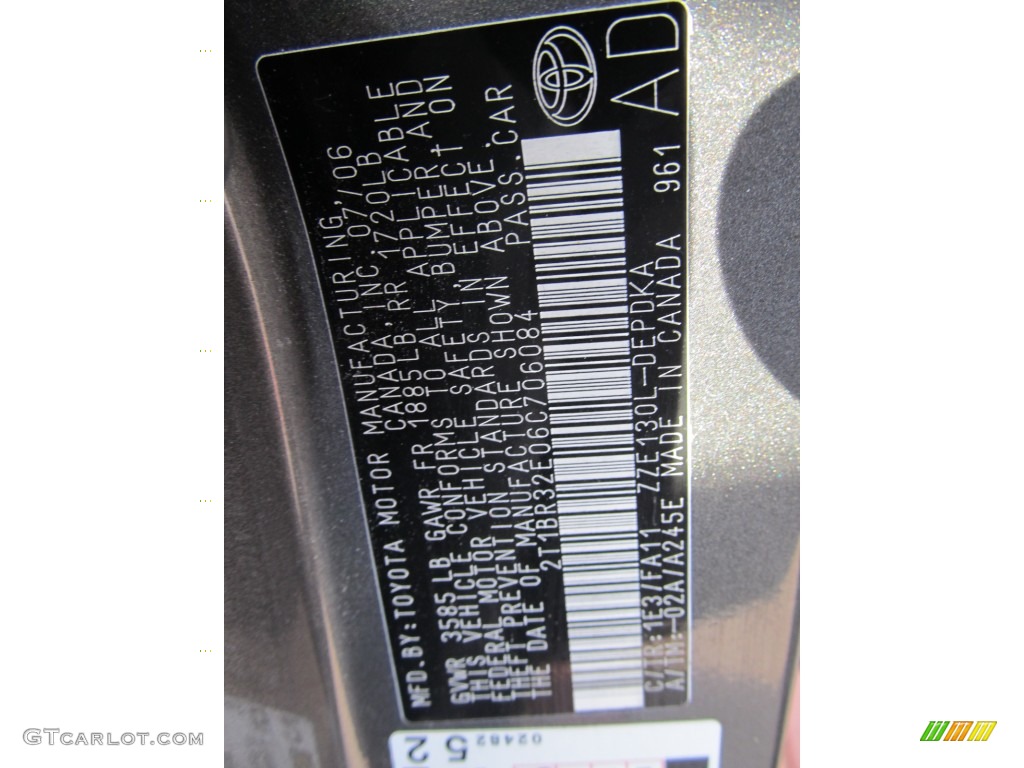 MFD.BY:TOYOTA MOTOR MANUFACTURING,
CANADA,INC. 07/06
GVWR 3585LB GAWR FR 1885LB,RR 1720LB
THIS VEHICLE CONFORMS TO ALL APPLICABLE
FEDERAL MOTOR VEHICLE SAFETY,BUMPER,AND
THEFT PREVENTION STANDARDS IN EFFECT ON
THE DATE OF MANUFACTURE SHOWN ABOVE.
2T1BR32E06C706084 PASS.CAR
C/TR:1E37/FA11 ZZE130L-DEPDKA
A/TM:-02A/A245E MADE IN CANADA 961
AD
02482
52
GTCARLOT.COM